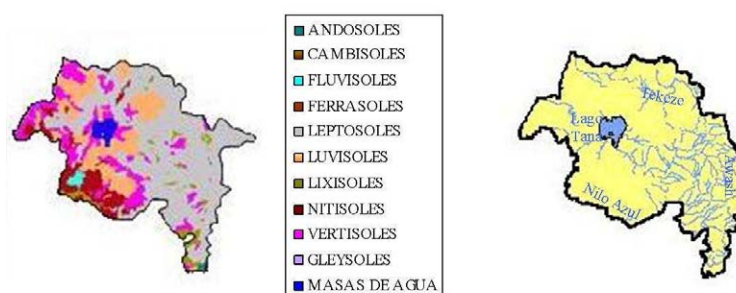 ANDOSOLES
CAMBISOLES
FLUVISOLES
FERRASOLES
LEPTOSOLES
LUVISOLES
LIXISOLES
NITISOLES
VERTISOLES
GLEYSOLES
MASAS DE AGUA
Tekeze
Lago
Tana
Awash
Nilo Azul